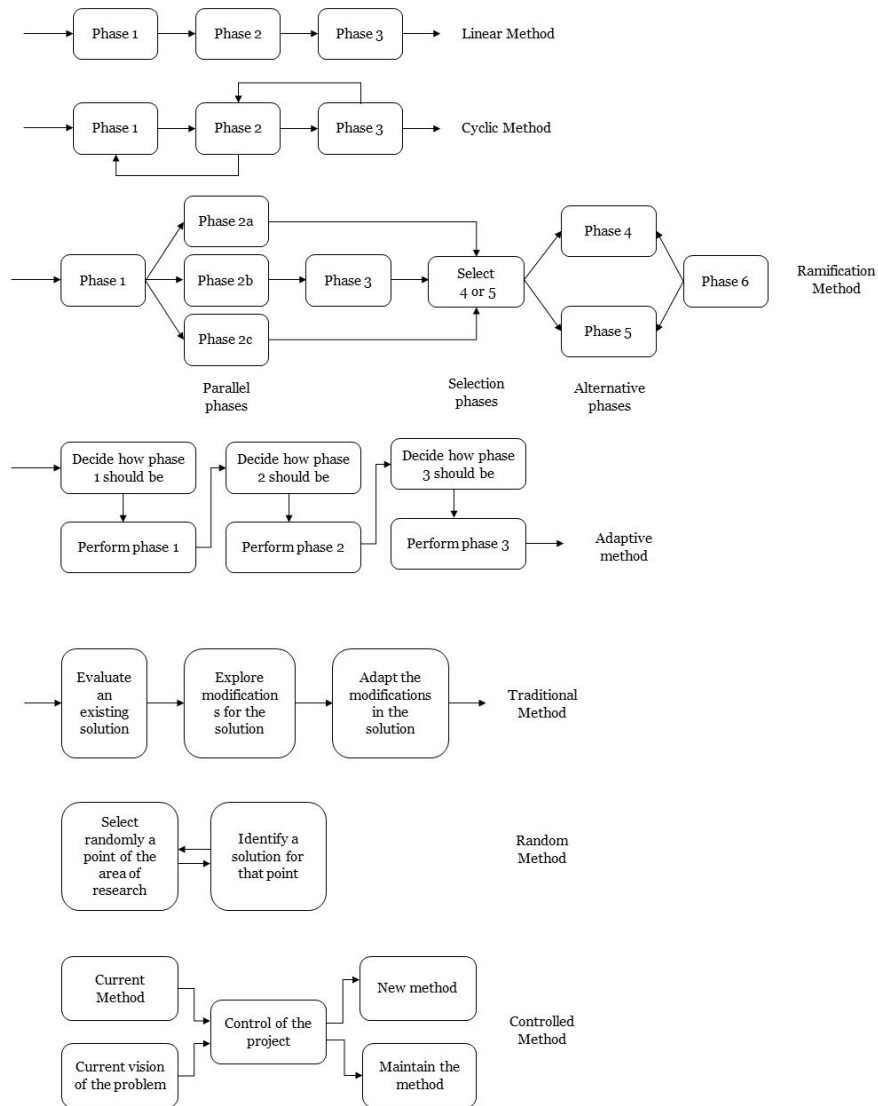 Phase 1
Phase 2
Phase 3
Linear Method
Phase 1
Phase 2
Phase 3
Cyclic Method
Phase 2a
Phase 4
Phase 1
Phase 2b
Phase 3
Select
4 or 5
Phase 6
Ramification
Method
Phase 2c
Phase 5
Parallel
phases
Selection
phases
Alternative
phases
Decide how phase
1 should be
Decide how phase
2 should be
Decide how phase
3 should be
Perform phase 1
Perform phase 2
Perform phase 3
Adaptive
method
Evaluate
an
existing
solution
Explore
modification
s for the
solution
Adapt the
modifications
in the
solution
Traditional
Method
Select
randomly a
point of the
area of
research
Identify a
solution for
that point
Random
Method
Current
Method
New method
Control of the
project
Controlled
Method
Current vision
of the problem
Maintain the
method